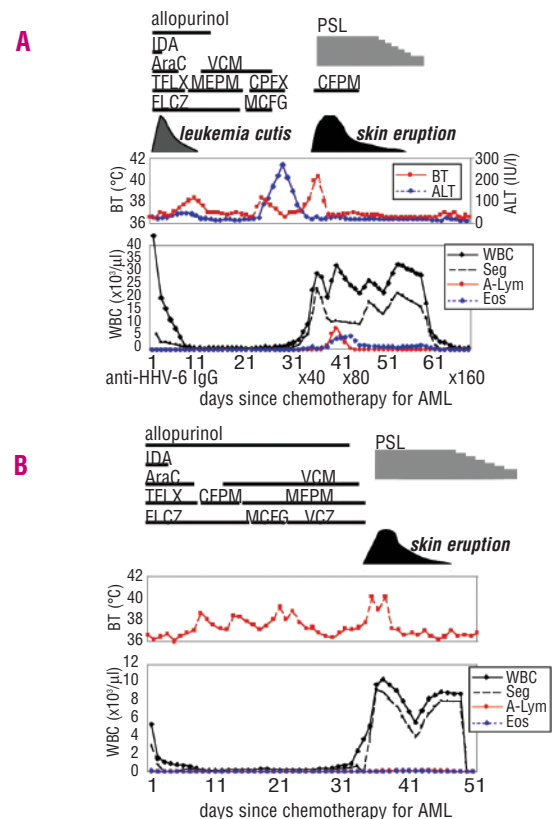 A
allopurinol
IDA
AraC VCM
TFLX MEPM CPFX CFPM
FLCZ MCFG
PSL
leukemia cutis skin eruption
42
40
38
36
BT (°C)
BT
ALT
300
200
100
0
ALT (IU/l)
40
35
30
25
20
15
10
5
0
WBC (x10³/µl)
WBC
Seg
A-Lym
Eos
1 11 21 31 41 51 61
anti-HHV-6 IgG x40 x80 x160
days since chemotherapy for AML
B
allopurinol
IDA
AraC VCM
TFLX CFPM MEPM
FLCZ MCFG VCZ
PSL
skin eruption
42
40
38
36
BT (°C)
12
10
8
6
4
2
0
WBC (x10³/µl)
WBC
Seg
A-Lym
Eos
1 11 21 31 41 51
days since chemotherapy for AML